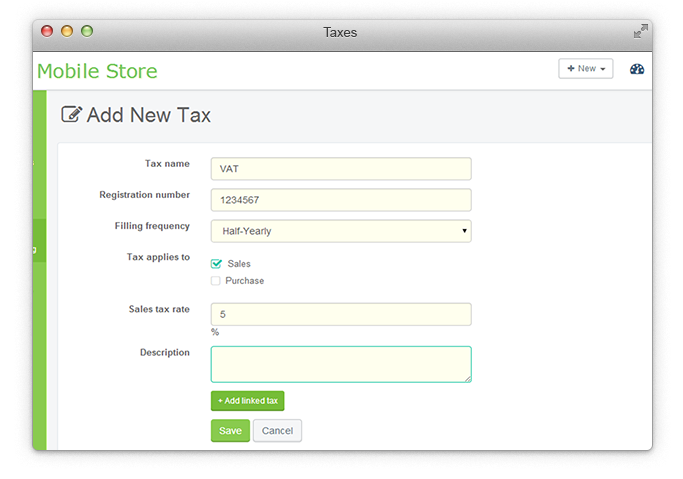 Taxes
Mobile Store
+ New
Add New Tax
Tax name
VAT
Registration number
1234567
Filling frequency
Half-Yearly
Tax applies to
Sales
Purchase
Sales tax rate
5
%
Description
+ Add linked tax
Save Cancel